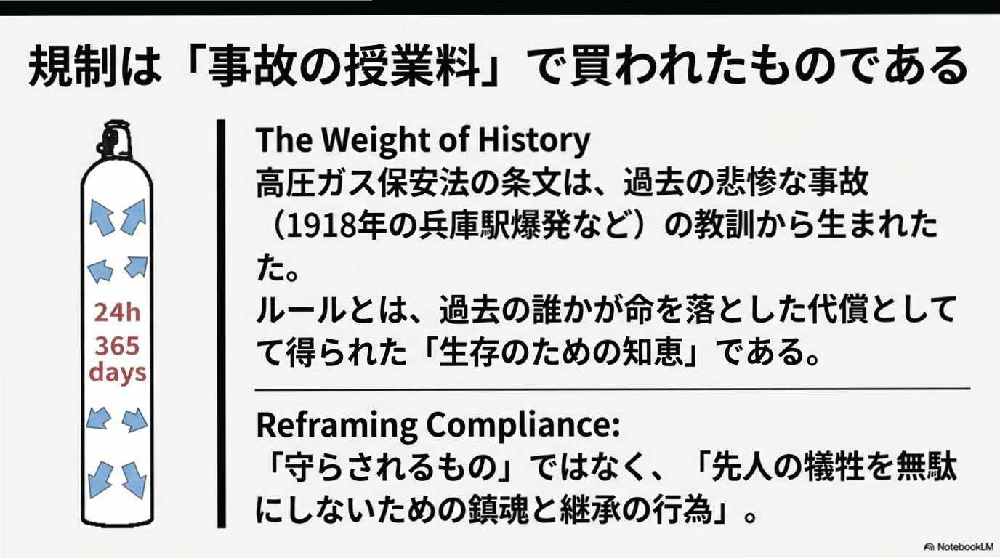 規制は「事故の授業料」で買われたものである
24h
365
days
The Weight of History
高圧ガス保安法の条文は、過去の悲惨な事故
（1918年の兵庫駅爆発など）の教訓から生まれた
た。
ルールとは、過去の誰かが命を落とした代償として
て得られた「生存のための知恵」である。
Reframing Compliance:
「守らされるもの」ではなく、「先人の犠牲を無駄
にしないための鎮魂と継承の行為」。
NotebookLM